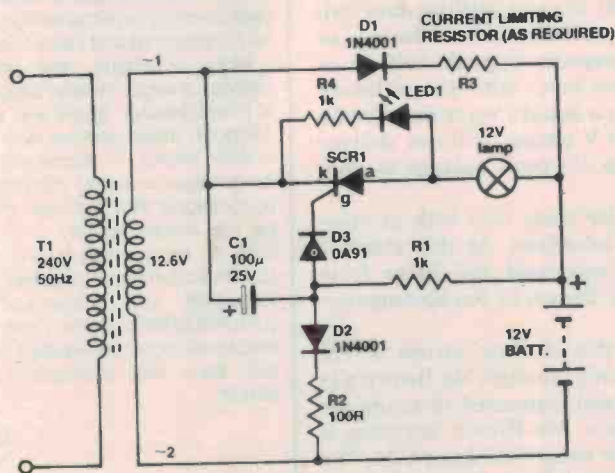 D1
1N4001
CURRENT LIMITING
RESISTOR (AS REQUIRED)
~1
R3
R4
1k
LED1
SCR1
k
a
g
12V
lamp
T1
240V
50Hz
12.6V
C1
100µ
25V
+
D3
0A91
R1
1k
+
D2
1N4001
12V
BATT.
R2
100R
~2